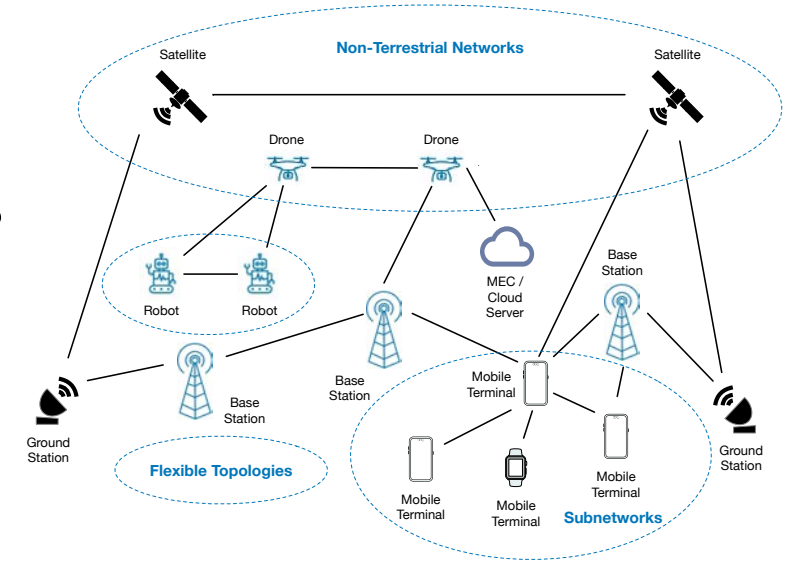 Non-Terrestrial Networks
Satellite
Satellite
Drone
Drone
Robot
Robot
MEC /
Cloud
Server
Base
Station
Base
Station
Base
Station
Mobile
Terminal
Ground
Station
Ground
Station
Flexible Topologies
Mobile
Terminal
Mobile
Terminal
Mobile
Terminal
Subnetworks